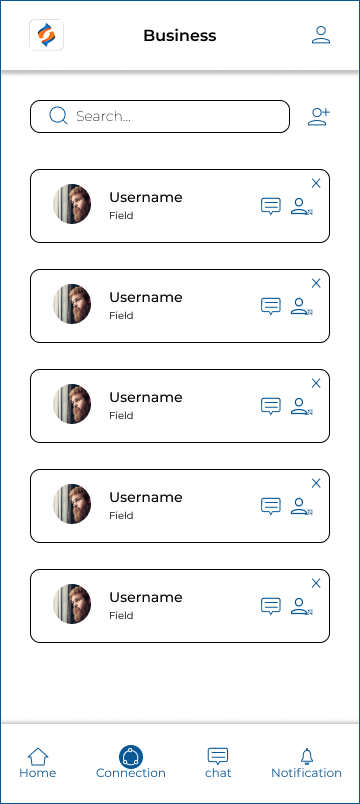 Business
Search...
Username
Field
Username
Field
Username
Field
Username
Field
Username
Field
Home
Connection
chat
Notification